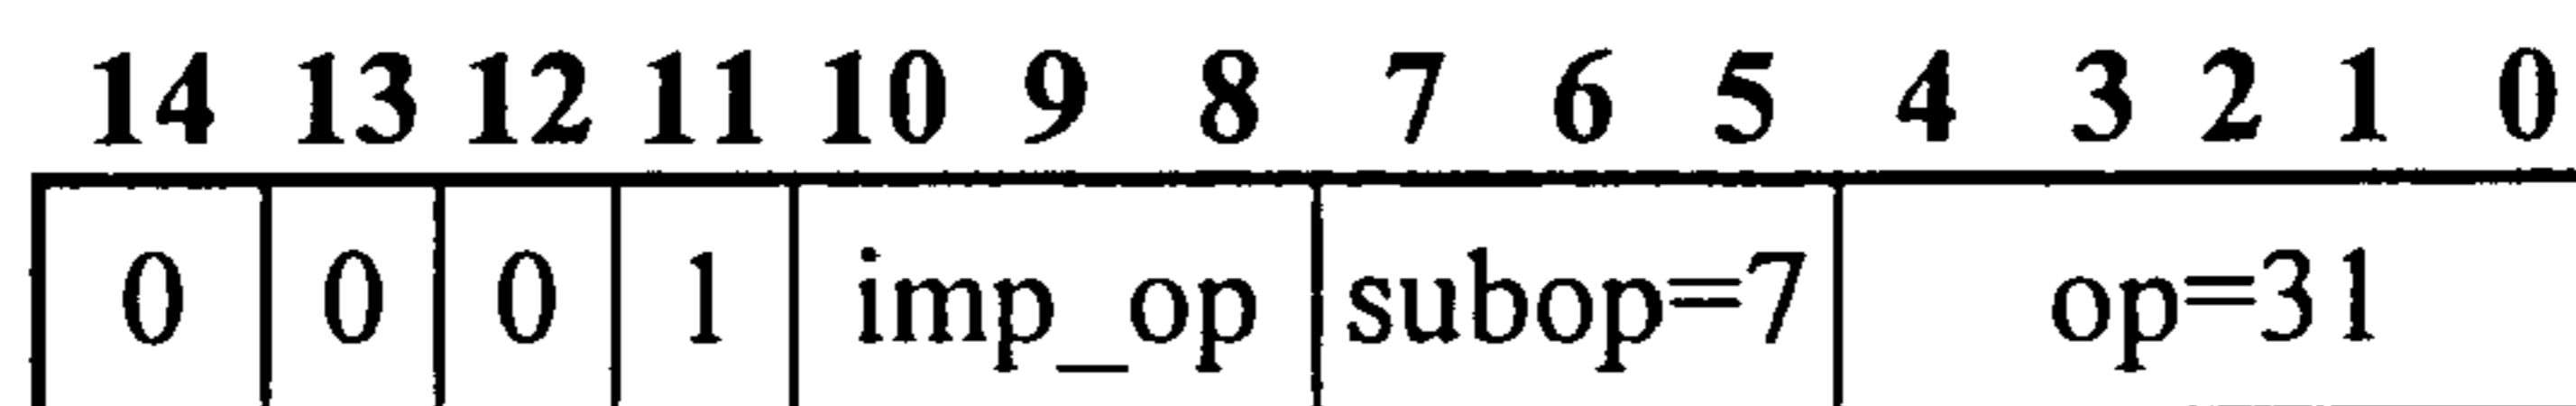 14 13 12 11 10 9 8 7 6 5 4 3 2 1 0
0 0 0 1 imp_op subop=7 op=31